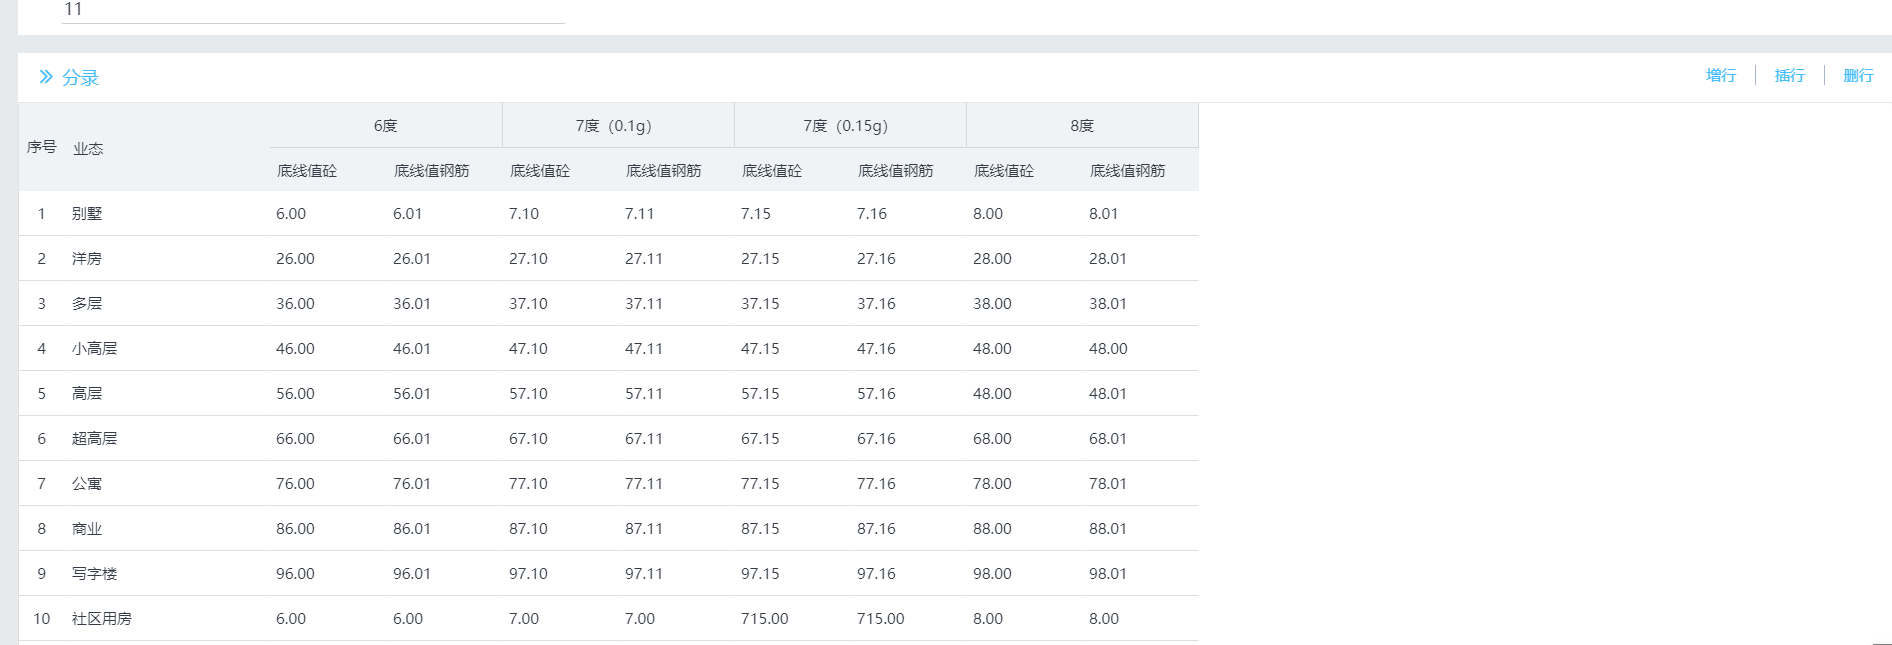 11
分录
增行 插行 删行
序号 业态 6度 7度（0.1g） 7度（0.15g） 8度
底线值砼 底线值钢筋 底线值砼 底线值钢筋 底线值砼 底线值钢筋 底线值砼 底线值钢筋
1 别墅 6.00 6.01 7.10 7.11 7.15 7.16 8.00 8.01
2 洋房 26.00 26.01 27.10 27.11 27.15 27.16 28.00 28.01
3 多层 36.00 36.01 37.10 37.11 37.15 37.16 38.00 38.01
4 小高层 46.00 46.01 47.10 47.11 47.15 47.16 48.00 48.00
5 高层 56.00 56.01 57.10 57.11 57.15 57.16 48.00 48.01
6 超高层 66.00 66.01 67.10 67.11 67.15 67.16 68.00 68.01
7 公寓 76.00 76.01 77.10 77.11 77.15 77.16 78.00 78.01
8 商业 86.00 86.01 87.10 87.11 87.15 87.16 88.00 88.01
9 写字楼 96.00 96.01 97.10 97.11 97.15 97.16 98.00 98.01
10 社区用房 6.00 6.00 7.00 7.00 715.00 715.00 8.00 8.00